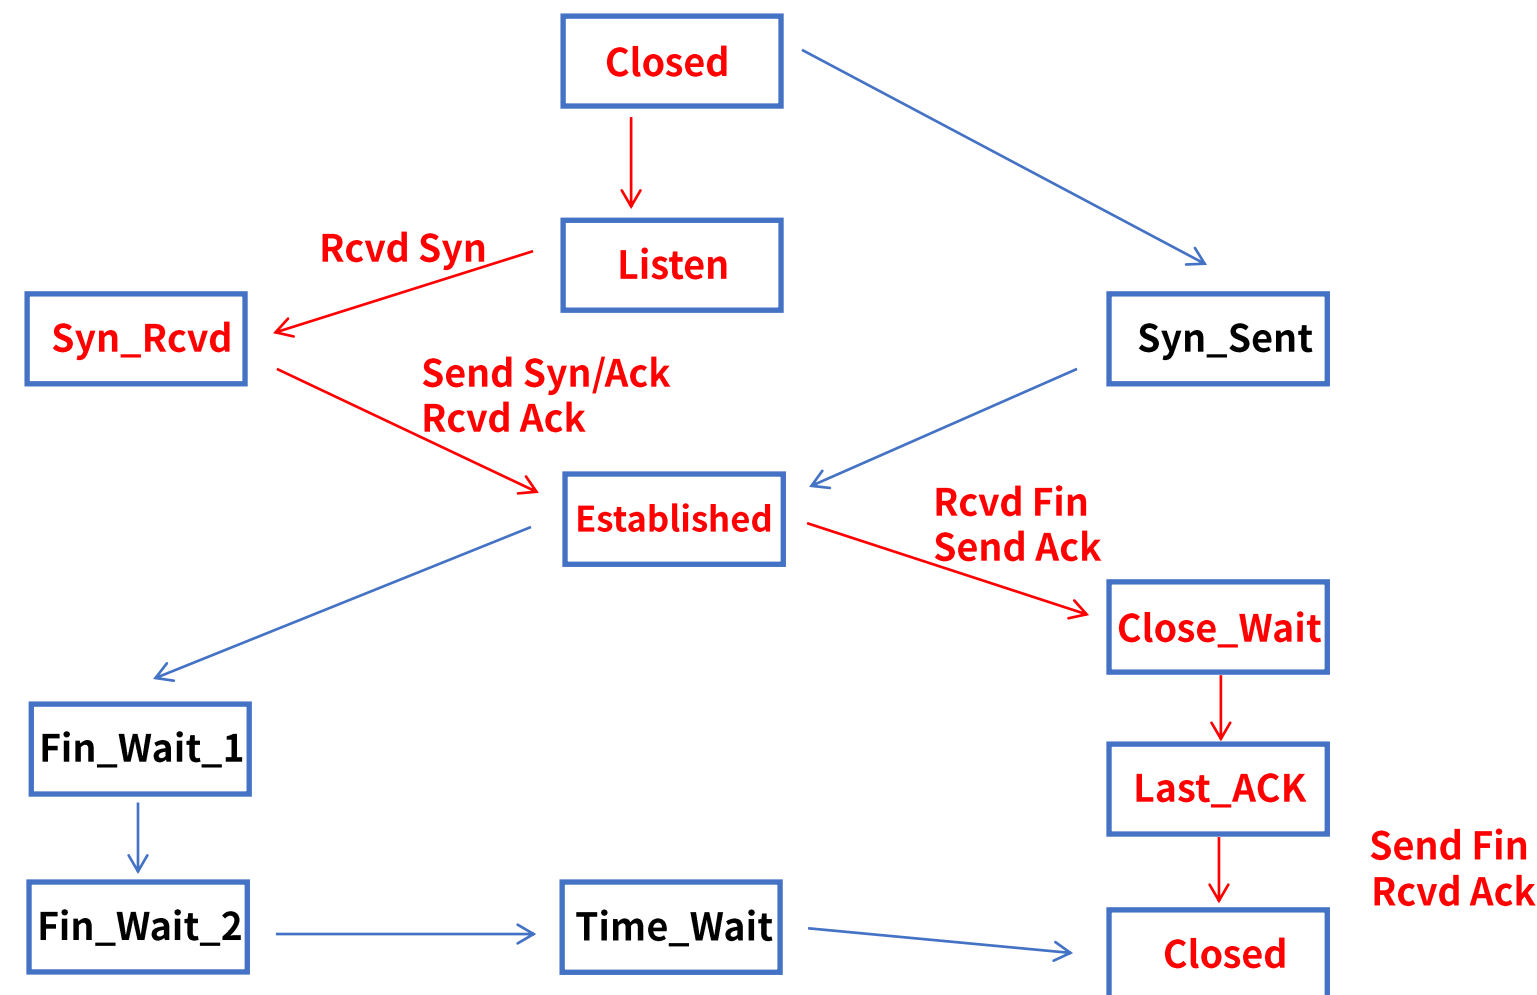 Closed
Rcvd Syn
Listen
Syn_Rcvd
Syn_Sent
Send Syn/Ack
Rcvd Ack
Established
Rcvd Fin
Send Ack
Close_Wait
Fin_Wait_1
Last_ACK
Send Fin
Rcvd Ack
Fin_Wait_2
Time_Wait
Closed